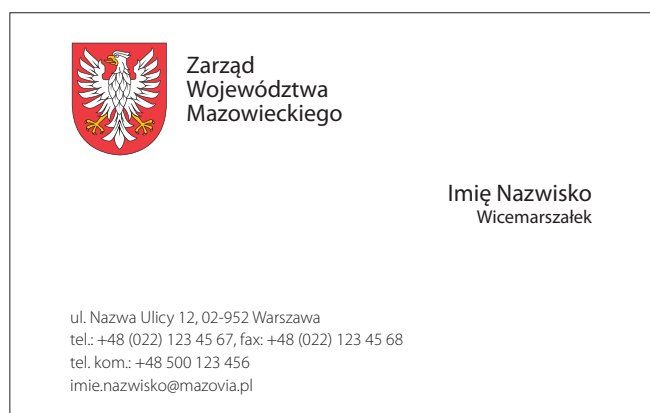 Zarząd
Województwa
Mazowieckiego
Imię Nazwisko
Wicemarszałek
ul. Nazwa Ulicy 12, 02-952 Warszawa
tel.: +48 (022) 123 45 67, fax: +48 (022) 123 45 68
tel. kom.: +48 500 123 456
imie.nazwisko@mazovia.pl